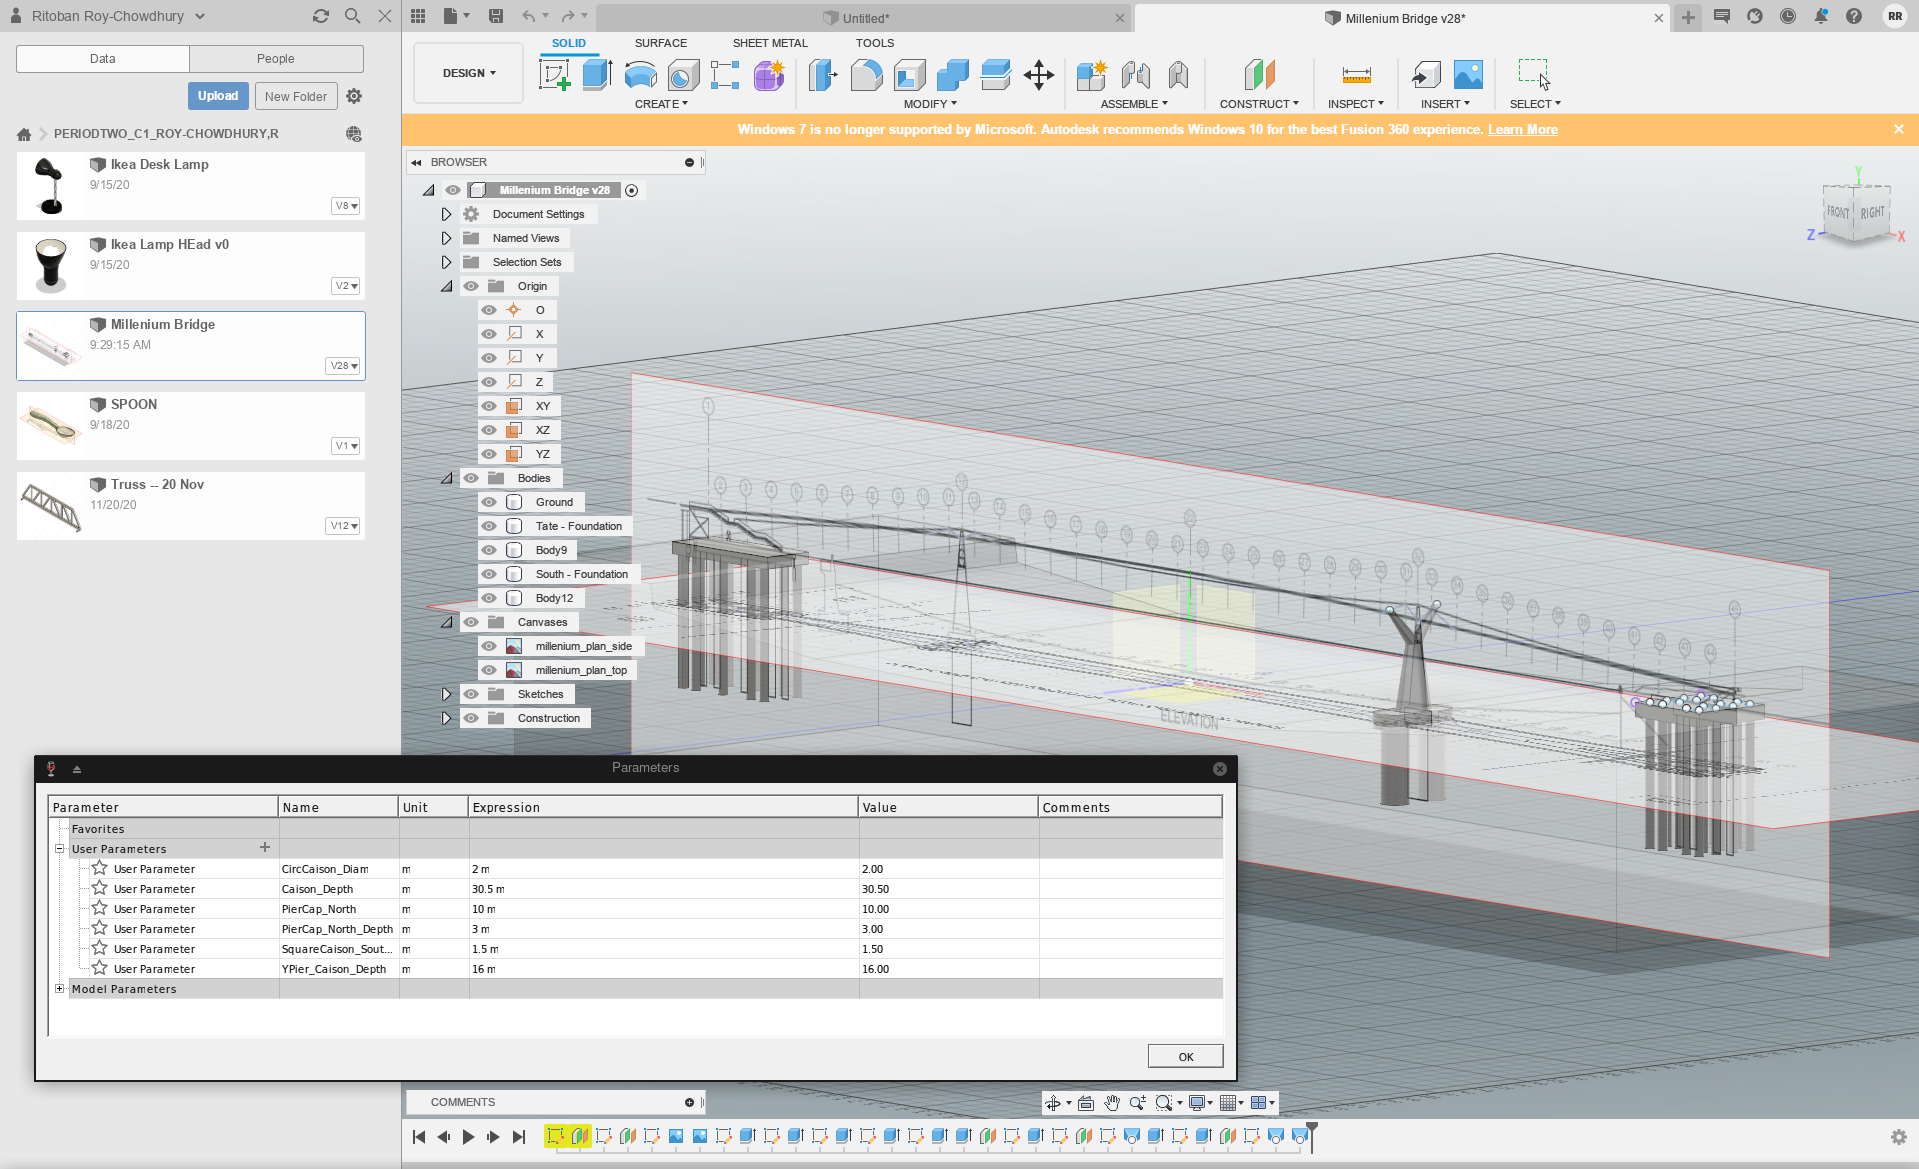 Ritoban Roy-Chowdhury
Data
People
Upload
New Folder
PERIODTWO_C1_ROY-CHOWDHURY,R
Ikea Desk Lamp
9/15/20
V8
Ikea Lamp HEad v0
9/15/20
V2
Millenium Bridge
9:29:15 AM
V28
SPOON
9/18/20
V1
Truss -- 20 Nov
11/20/20
V12
Untitled*
Millenium Bridge v28*
RR
SOLID
SURFACE
SHEET METAL
TOOLS
DESIGN
CREATE
MODIFY
ASSEMBLE
CONSTRUCT
INSPECT
INSERT
SELECT
Windows 7 is no longer supported by Microsoft. Autodesk recommends Windows 10 for the best Fusion 360 experience. Learn More
BROWSER
Millenium Bridge v28
Document Settings
Named Views
Selection Sets
Origin
O
X
Y
Z
XY
XZ
YZ
Bodies
Ground
Tate - Foundation
Body9
South - Foundation
Body12
Canvases
millenium_plan_side
millenium_plan_top
Sketches
Construction
Y
FRONT
RIGHT
Z
X
ELEVATION
Parameters
Parameter Name Unit Expression Value Comments
Favorites
User Parameters
User Parameter CircCaison_Diam m 2 m 2.00
User Parameter Caison_Depth m 30.5 m 30.50
User Parameter PierCap_North m 10 m 10.00
User Parameter PierCap_North_Depth m 3 m 3.00
User Parameter SquareCaison_Sout... m 1.5 m 1.50
User Parameter YPier_Caison_Depth m 16 m 16.00
Model Parameters
OK
COMMENTS